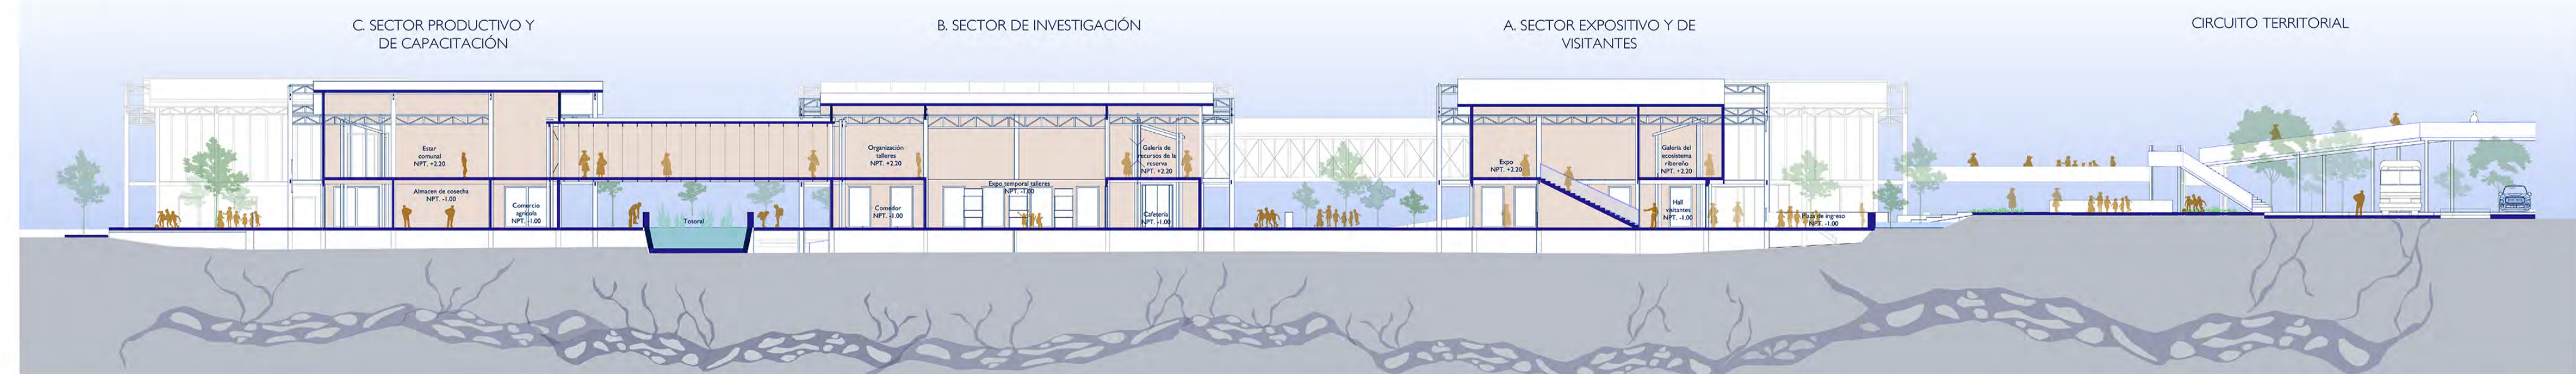 C. SECTOR PRODUCTIVO Y
DE CAPACITACIÓN
B. SECTOR DE INVESTIGACIÓN
A. SECTOR EXPOSITIVO Y DE
VISITANTES
CIRCUITO TERRITORIAL
Estar
comunal
NPT. +2.20
Almacen de cosecha
NPT. -1.00
Comercio
agrícola
NPT. -1.00
Totoral
Organización
talleres
NPT. +2.20
Comedor
NPT. -1.00
Expo temporal talleres
NPT. -1.00
Galería de
recursos de la
reserva
NPT. +2.20
Cafetería
NPT. -1.00
Expo
NPT. +2.20
Galería del
ecosistema
ribereño
NPT. +2.20
Hall
visitantes
NPT. -1.00
Plaza de ingreso
NPT. -1.00